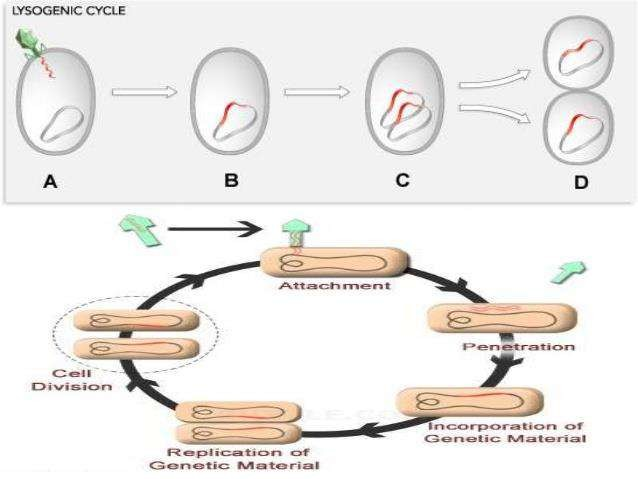 LYSOGENIC CYCLE
A
B
C
D
Attachment
Penetration
Cell
Division
Incorporation of
Genetic Material
Replication of
Genetic Material